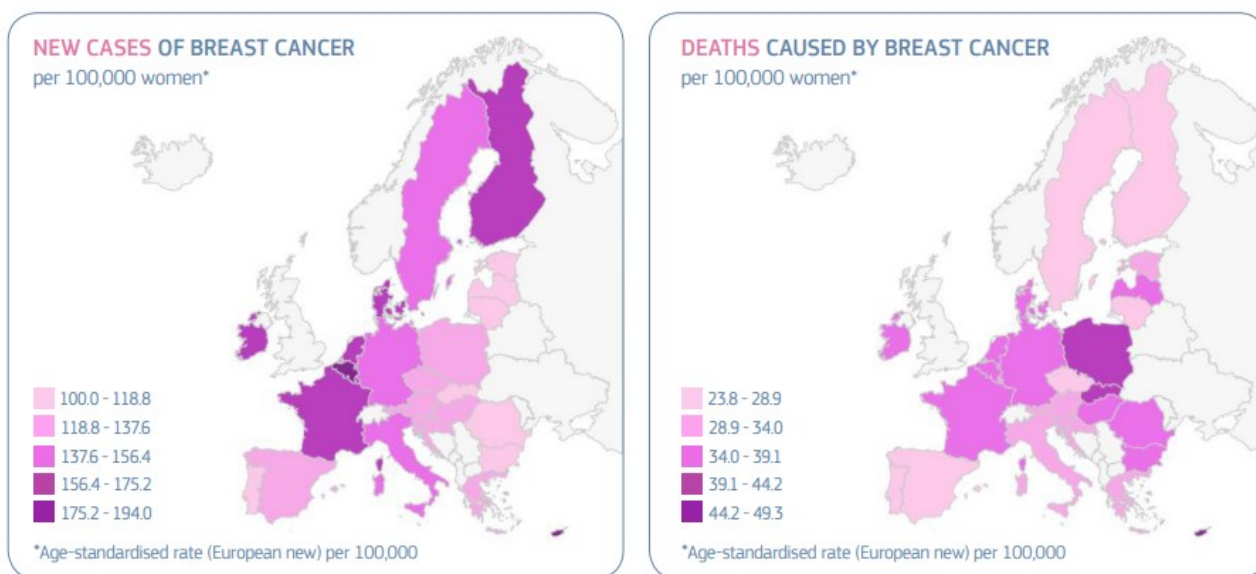 NEW CASES OF BREAST CANCER
per 100,000 women*
100.0 - 118.8
118.8 - 137.6
137.6 - 156.4
156.4 - 175.2
175.2 - 194.0
*Age-standardised rate (European new) per 100,000
DEATHS CAUSED BY BREAST CANCER
per 100,000 women*
23.8 - 28.9
28.9 - 34.0
34.0 - 39.1
39.1 - 44.2
44.2 - 49.3
*Age-standardised rate (European new) per 100,000